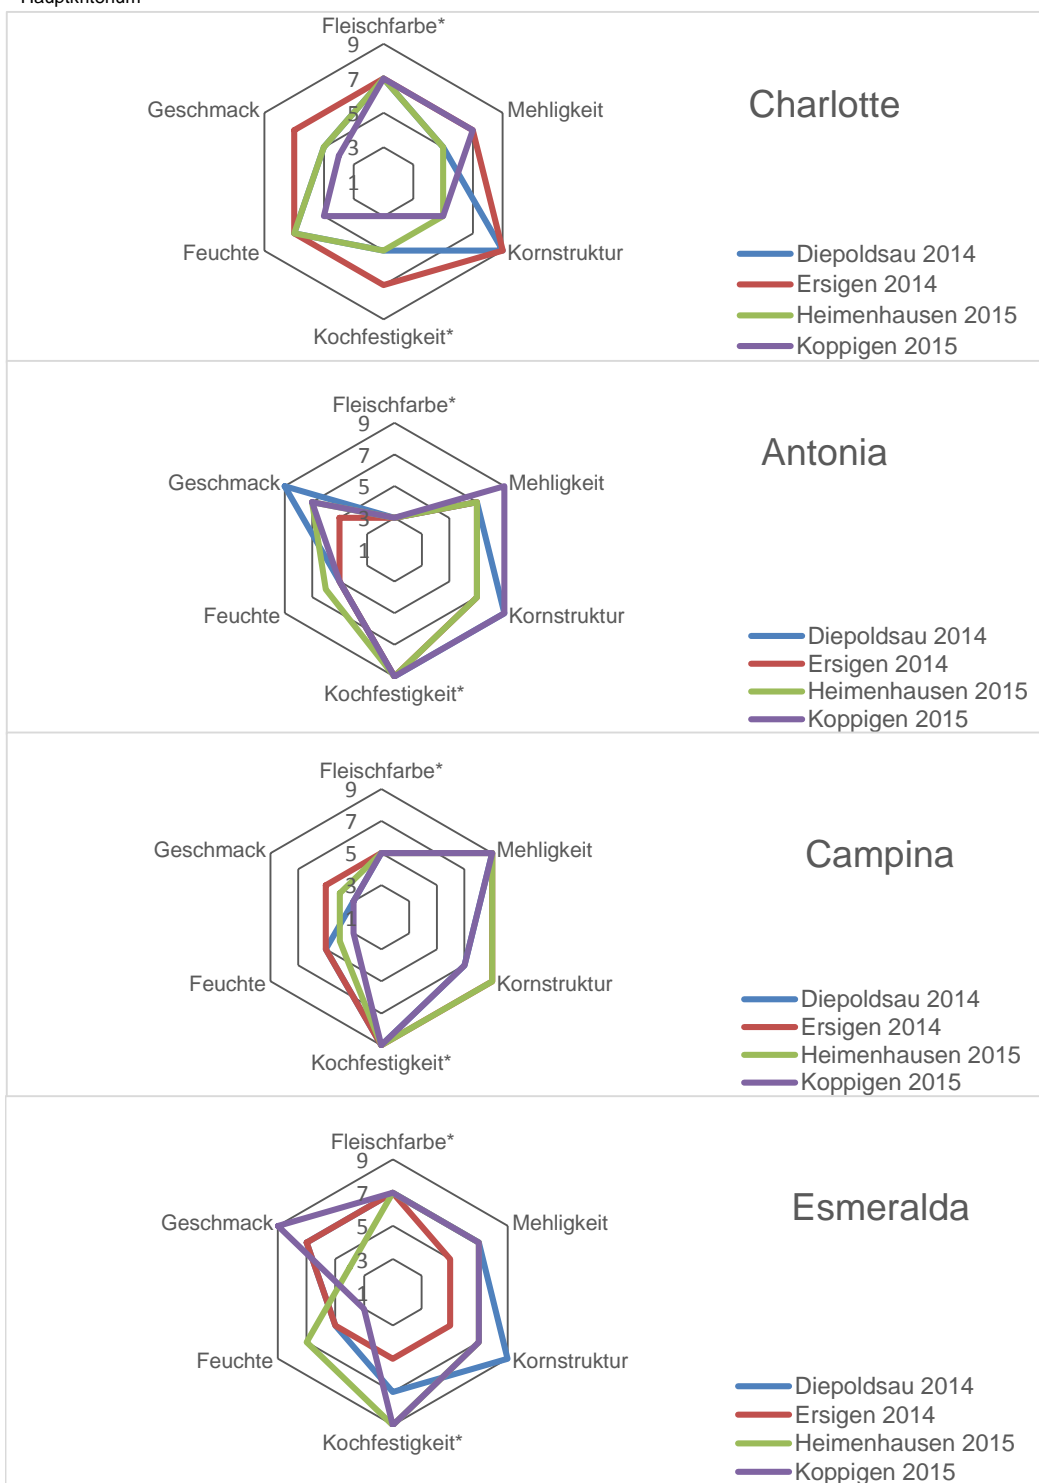 Hauptkriterium
Fleischfarbe*
9
7
5
3
1
Mehligkeit
Kornstruktur
Kochfestigkeit*
Feuchte
Geschmack
Charlotte
Diepoldsau 2014
Ersigen 2014
Heimenhausen 2015
Koppigen 2015
Fleischfarbe*
9
7
5
3
1
Mehligkeit
Kornstruktur
Kochfestigkeit*
Feuchte
Geschmack
Antonia
Diepoldsau 2014
Ersigen 2014
Heimenhausen 2015
Koppigen 2015
Fleischfarbe*
9
7
5
3
1
Mehligkeit
Kornstruktur
Kochfestigkeit*
Feuchte
Geschmack
Campina
Diepoldsau 2014
Ersigen 2014
Heimenhausen 2015
Koppigen 2015
Fleischfarbe*
9
7
5
3
1
Mehligkeit
Kornstruktur
Kochfestigkeit*
Feuchte
Geschmack
Esmeralda
Diepoldsau 2014
Ersigen 2014
Heimenhausen 2015
Koppigen 2015